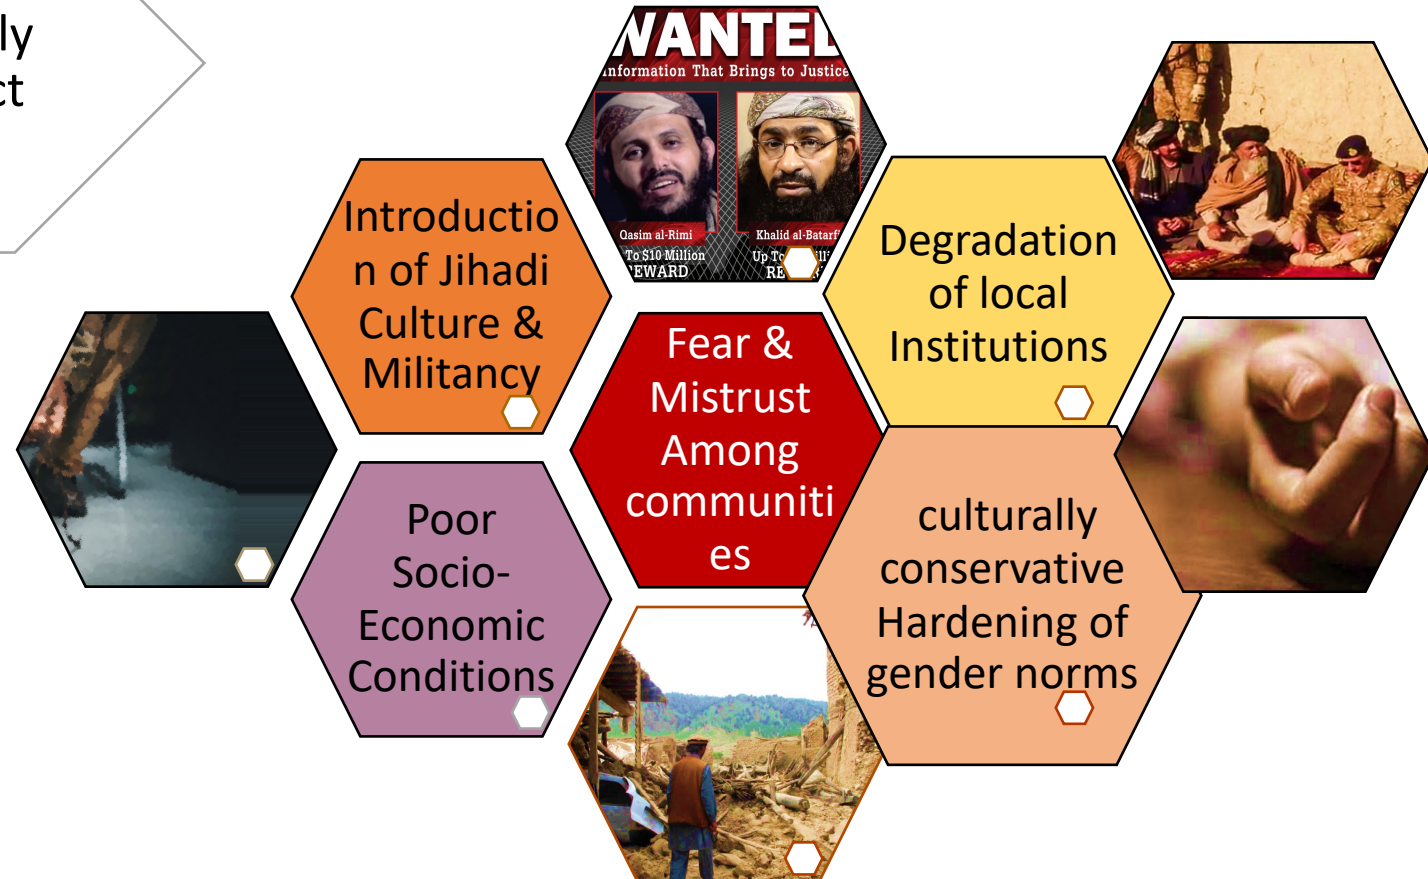 ly
ct
WANTED
Information That Brings to Justice
Qasim al-Rimi
Khalid al-Batarfi
To $10 Million
REWARD
Up To
Introductio
n of Jihadi
Culture &
Militancy
Degradation
of local
Institutions
Fear &
Mistrust
Among
communiti
es
Poor
Socio-
Economic
Conditions
culturally
conservative
Hardening of
gender norms